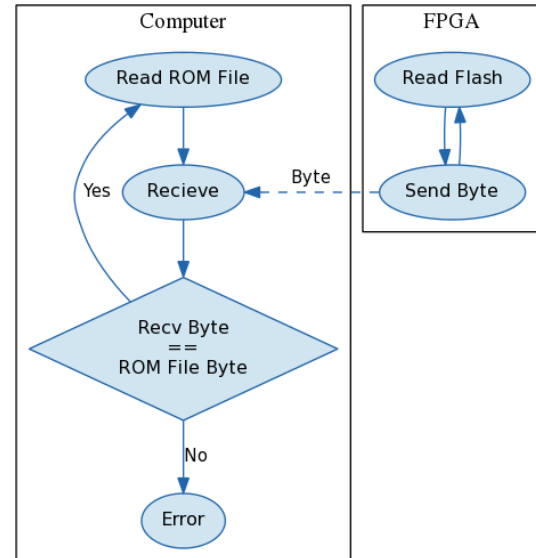 Computer
FPGA
Read ROM File
Read Flash
Yes
Recieve
Byte
Send Byte
Recv Byte
==
ROM File Byte
No
Error